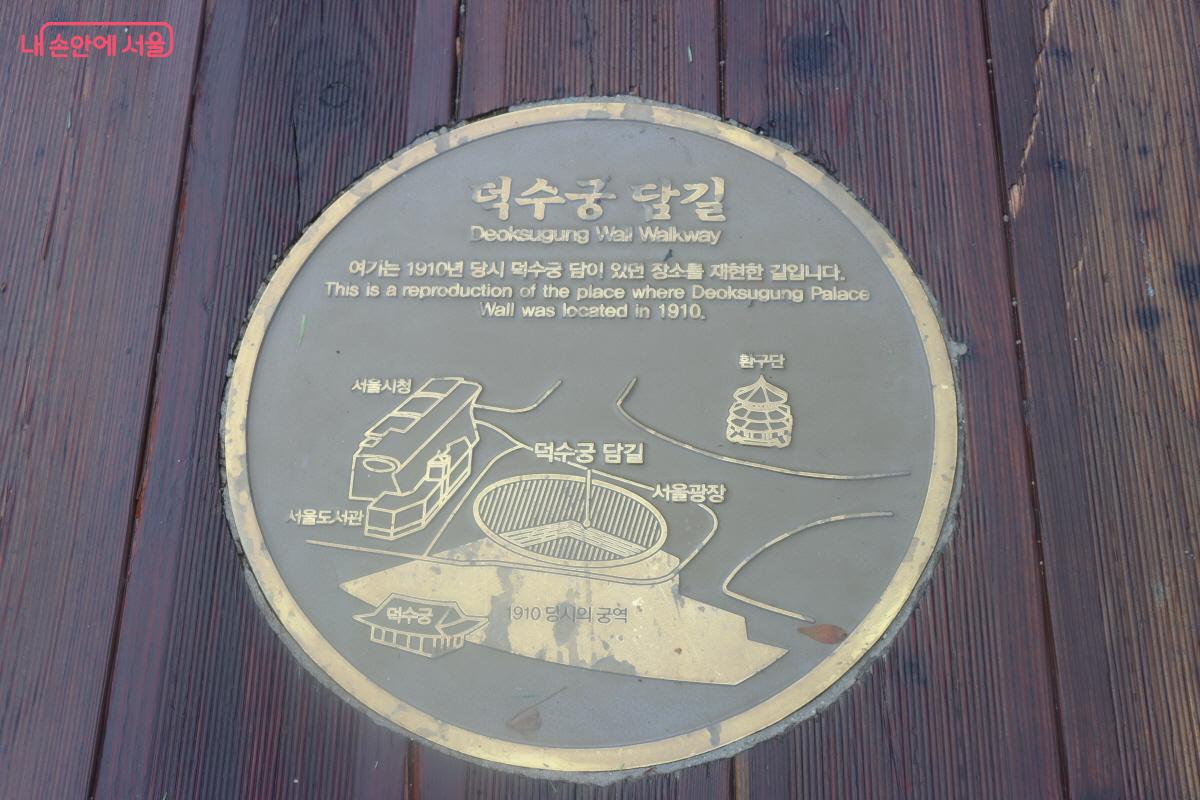 내 손안에 서울
덕수궁 담길
Deoksugung Wall Walkway
여기는 1910년 당시 덕수궁 담이 있던 장소를 재현한 길입니다.
This is a reproduction of the place where Deoksugung Palace
Wall was located in 1910.
환구단
서울시청
덕수궁 담길
서울광장
서울도서관
덕수궁
1910 당시의 궁역